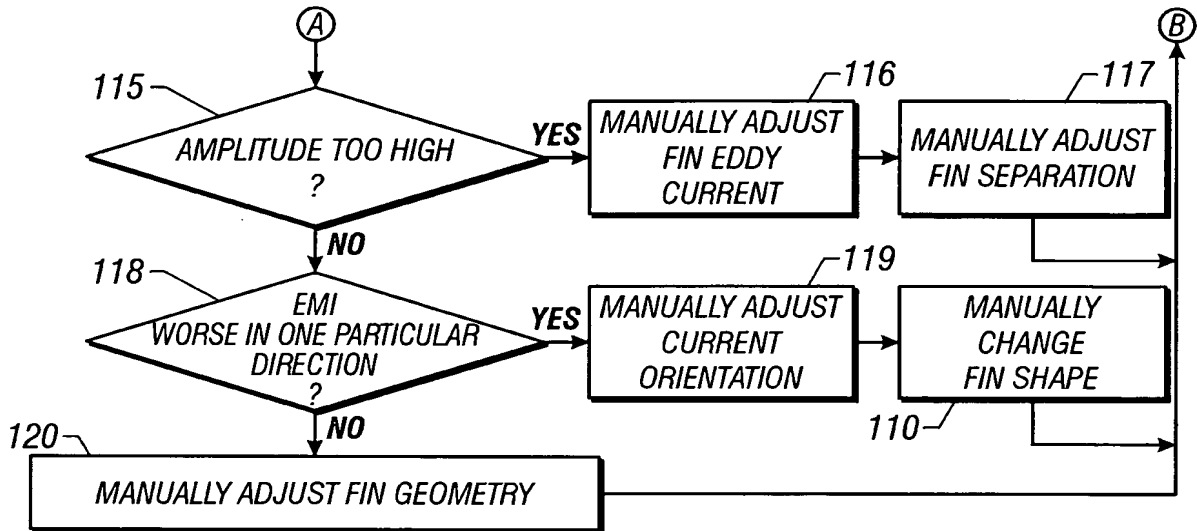 A
B
115
AMPLITUDE TOO HIGH
?
YES
116
MANUALLY ADJUST
FIN EDDY
CURRENT
117
MANUALLY ADJUST
FIN SEPARATION
NO
118
EMI
WORSE IN ONE PARTICULAR
DIRECTION
?
YES
119
MANUALLY ADJUST
CURRENT
ORIENTATION
MANUALLY
CHANGE
FIN SHAPE
110
NO
120
MANUALLY ADJUST FIN GEOMETRY